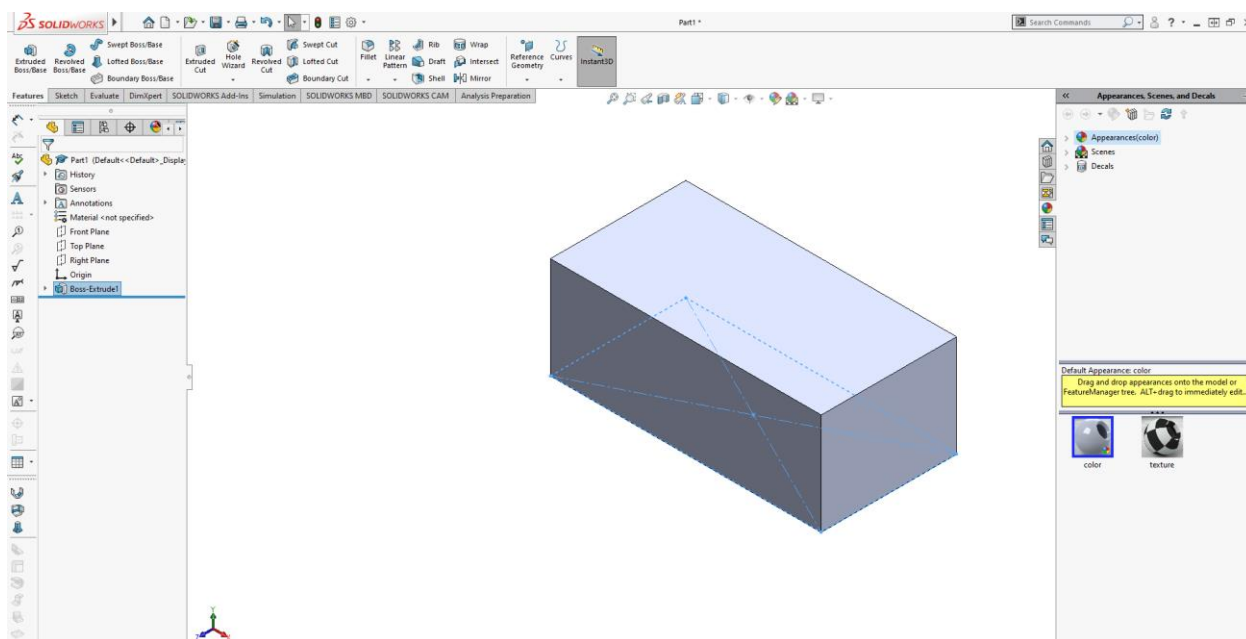 SOLIDWORKS
Part1 *
Search Commands
Extruded Boss/Base
Revolved Boss/Base
Swept Boss/Base
Lofted Boss/Base
Boundary Boss/Base
Extruded Cut
Hole Wizard
Revolved Cut
Swept Cut
Lofted Cut
Boundary Cut
Fillet
Linear Pattern
Rib
Draft
Shell
Wrap
Intersect
Mirror
Reference Geometry
Curves
Instant3D
Features Sketch Evaluate DimXpert SOLIDWORKS Add-Ins Simulation SOLIDWORKS MBD SOLIDWORKS CAM Analysis Preparation
Part1 (Default<<Default>_Display
History
Sensors
Annotations
Material <not specified>
Front Plane
Top Plane
Right Plane
Origin
Boss-Extrude1
Appearances, Scenes, and Decals
Appearances(color)
Scenes
Decals
Default Appearance: color
Drag and drop appearances onto the model or
FeatureManager tree. ALT+drag to immediately edit..
color texture